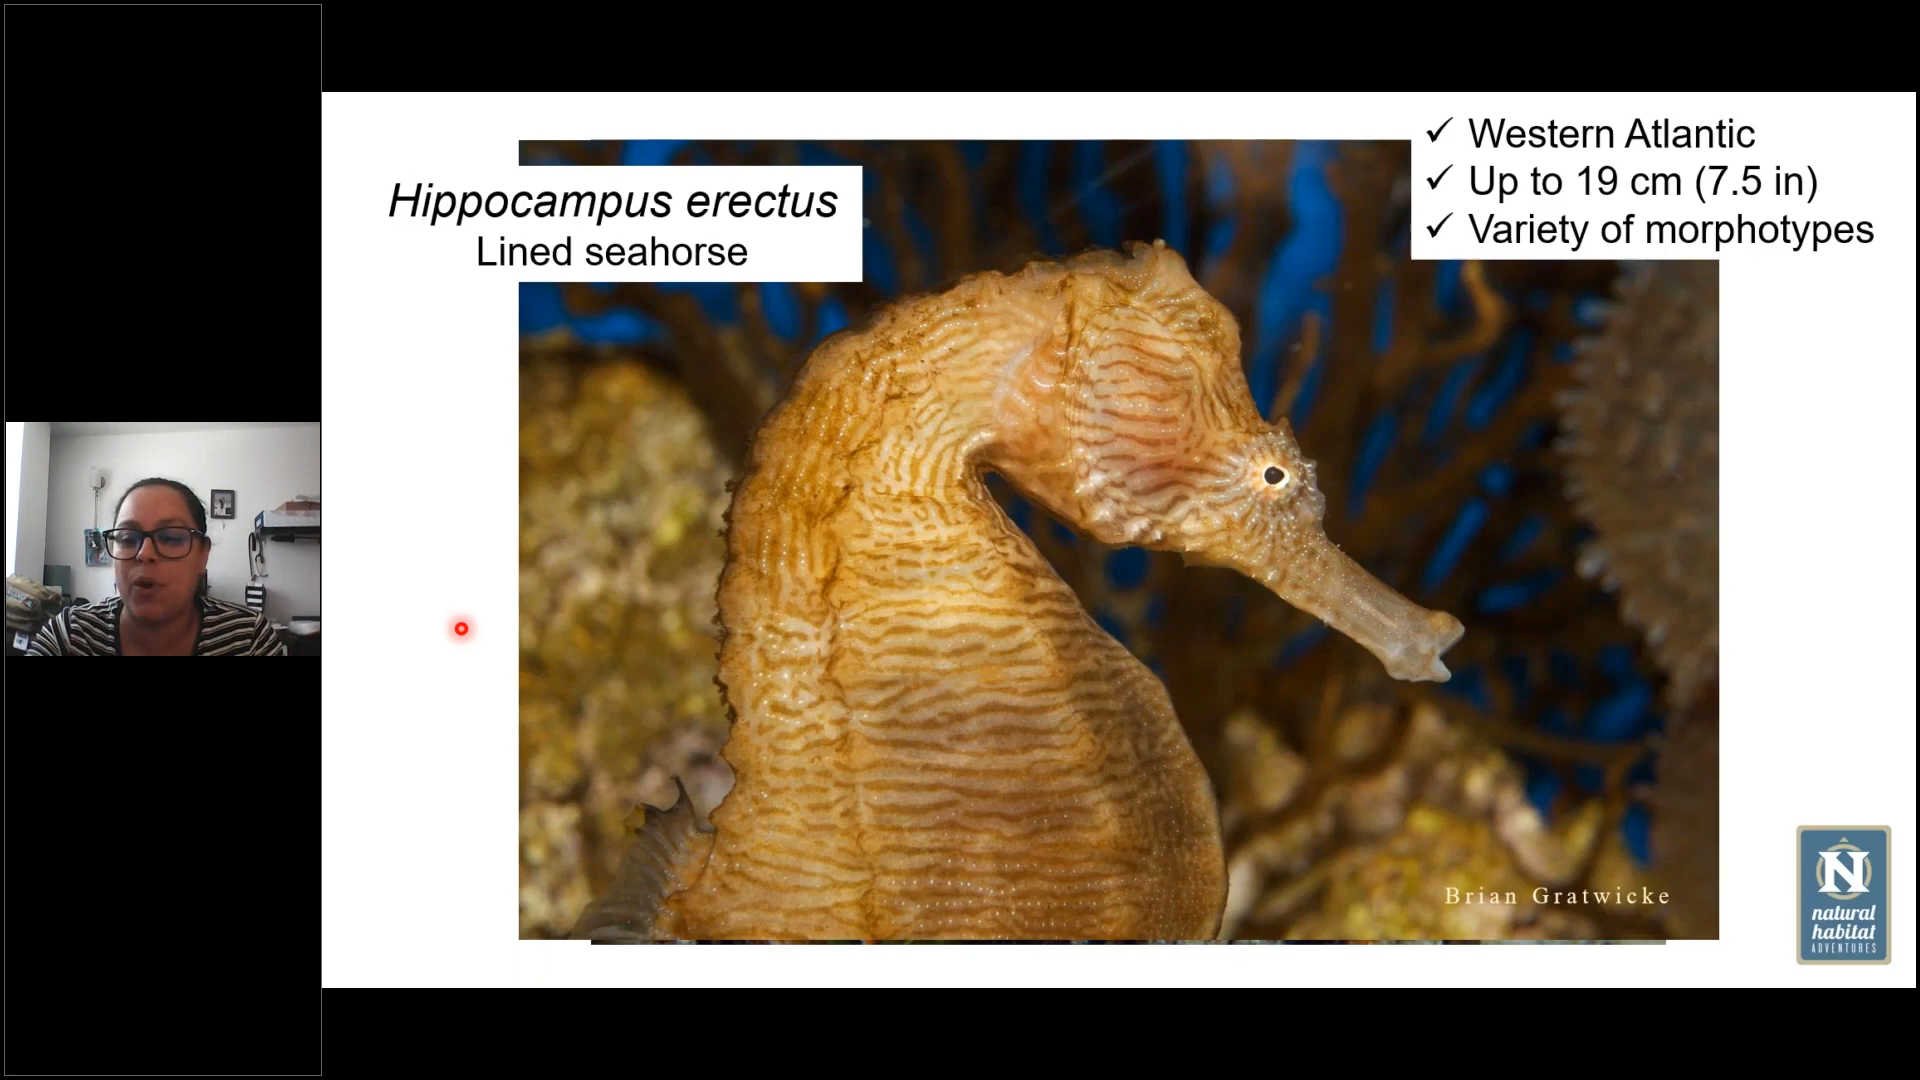 Hippocampus erectus
Lined seahorse
✓ Western Atlantic
✓ Up to 19 cm (7.5 in)
✓ Variety of morphotypes
Brian Gratwicke
N
natural
habitat
ADVENTURES